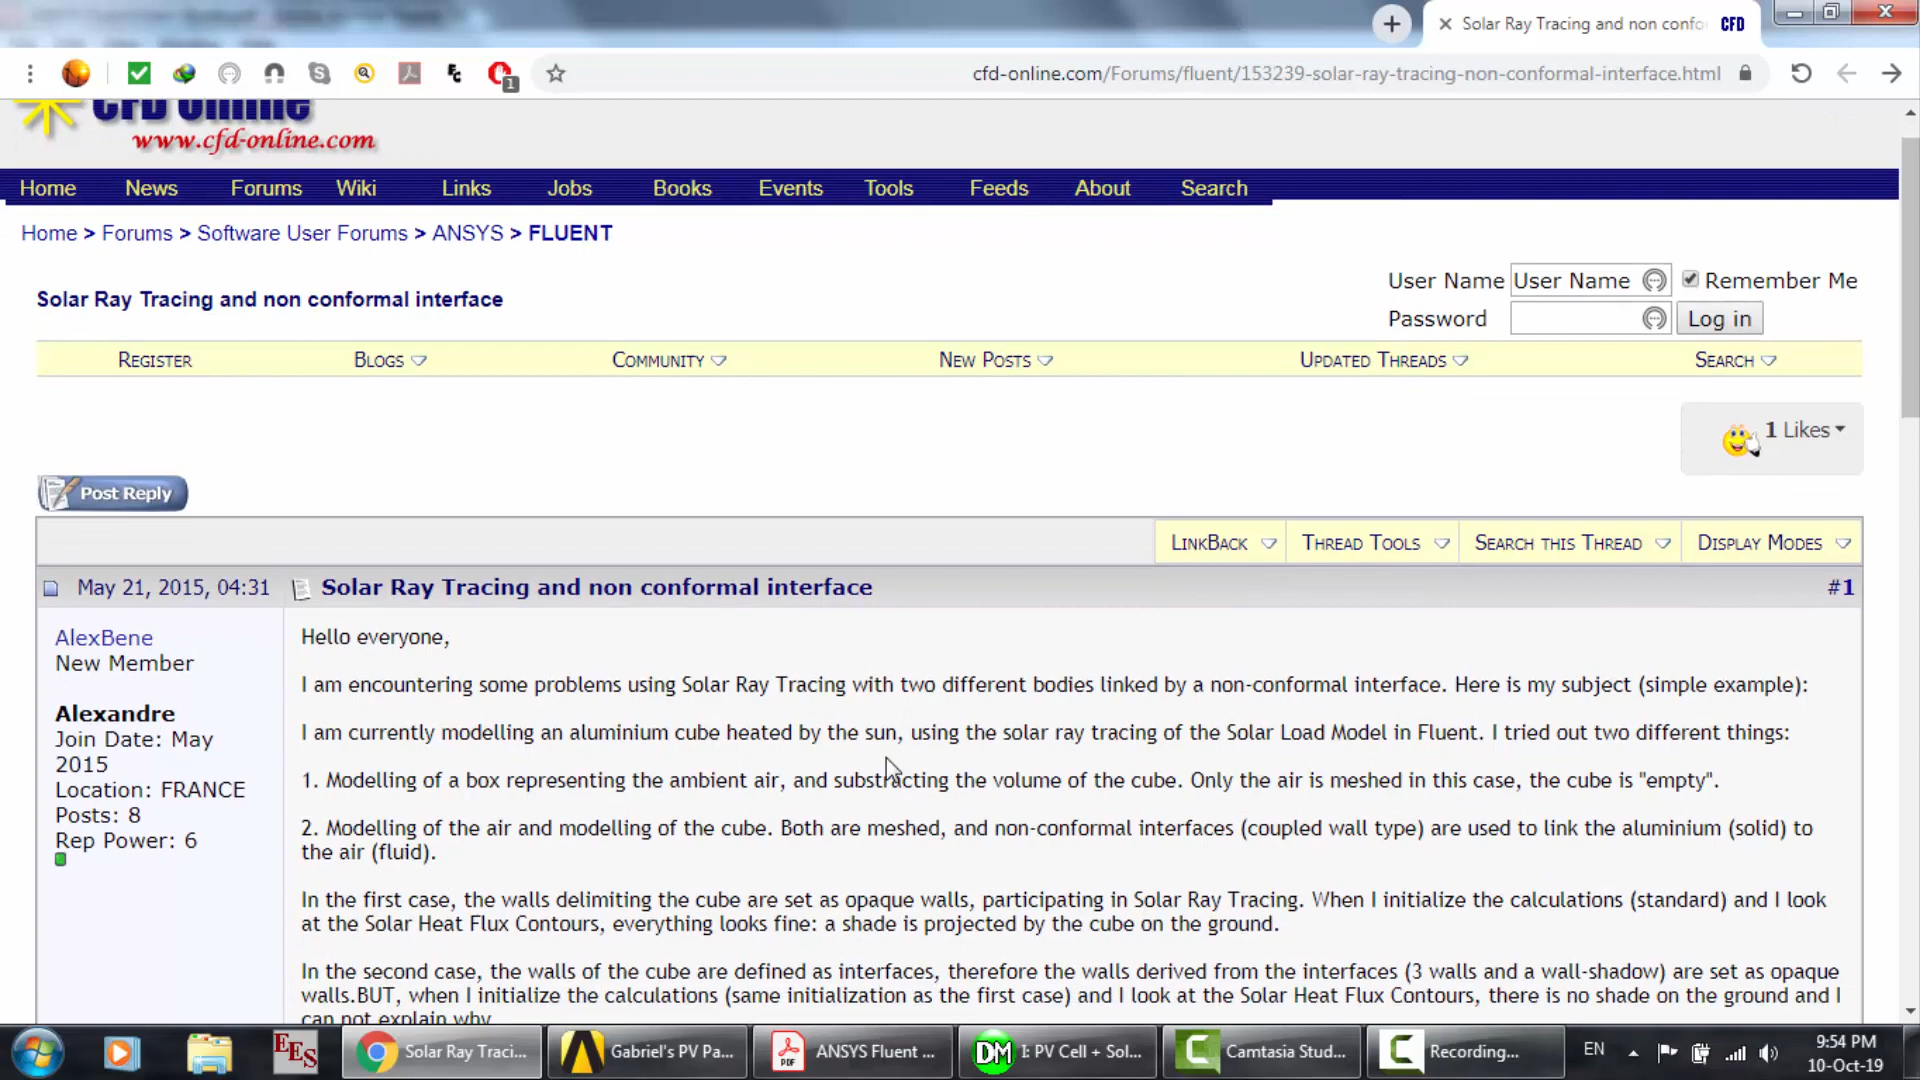 Solar Ray Tracing and non confo
CFD
1
cfd-online.com/Forums/fluent/153239-solar-ray-tracing-non-conformal-interface.html
CFD Online
www.cfd-online.com
Home News Forums Wiki Links Jobs Books Events Tools Feeds About Search
Home > Forums > Software User Forums > ANSYS > FLUENT
User Name User Name Remember Me
Solar Ray Tracing and non conformal interface
Password Log in
REGISTER BLOGS COMMUNITY NEW POSTS UPDATED THREADS SEARCH
1 Likes
Post Reply
LINKBACK THREAD TOOLS SEARCH THIS THREAD DISPLAY MODES
May 21, 2015, 04:31 Solar Ray Tracing and non conformal interface #1
AlexBene
New Member
Alexandre
Join Date: May
2015
Location: FRANCE
Posts: 8
Rep Power: 6
Hello everyone,
I am encountering some problems using Solar Ray Tracing with two different bodies linked by a non-conformal interface. Here is my subject (simple example):
I am currently modelling an aluminium cube heated by the sun, using the solar ray tracing of the Solar Load Model in Fluent. I tried out two different things:
1. Modelling of a box representing the ambient air, and substracting the volume of the cube. Only the air is meshed in this case, the cube is "empty".
2. Modelling of the air and modelling of the cube. Both are meshed, and non-conformal interfaces (coupled wall type) are used to link the aluminium (solid) to
the air (fluid).
In the first case, the walls delimiting the cube are set as opaque walls, participating in Solar Ray Tracing. When I initialize the calculations (standard) and I look
at the Solar Heat Flux Contours, everything looks fine: a shade is projected by the cube on the ground.
In the second case, the walls of the cube are defined as interfaces, therefore the walls derived from the interfaces (3 walls and a wall-shadow) are set as opaque
walls.BUT, when I initialize the calculations (same initialization as the first case) and I look at the Solar Heat Flux Contours, there is no shade on the ground and I
can not explain why
EES
Solar Ray Traci...
Gabriel's PV Pa...
PDF
ANSYS Fluent ...
DM
I: PV Cell + Sol...
Camtasia Stud...
Recording...
EN
9:54 PM
10-Oct-19